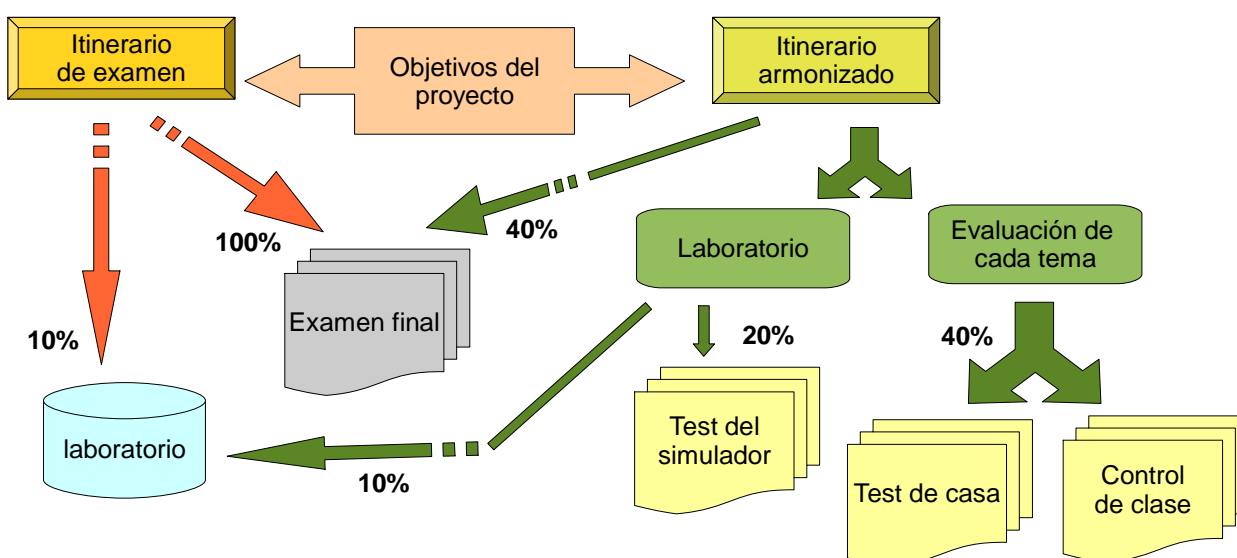 Itinerario
de examen
Objetivos del
proyecto
Itinerario
armonizado
100%
40%
Laboratorio
Evaluación de
cada tema
Examen final
10%
20%
40%
laboratorio
10%
Test del
simulador
Test de casa
Control
de clase